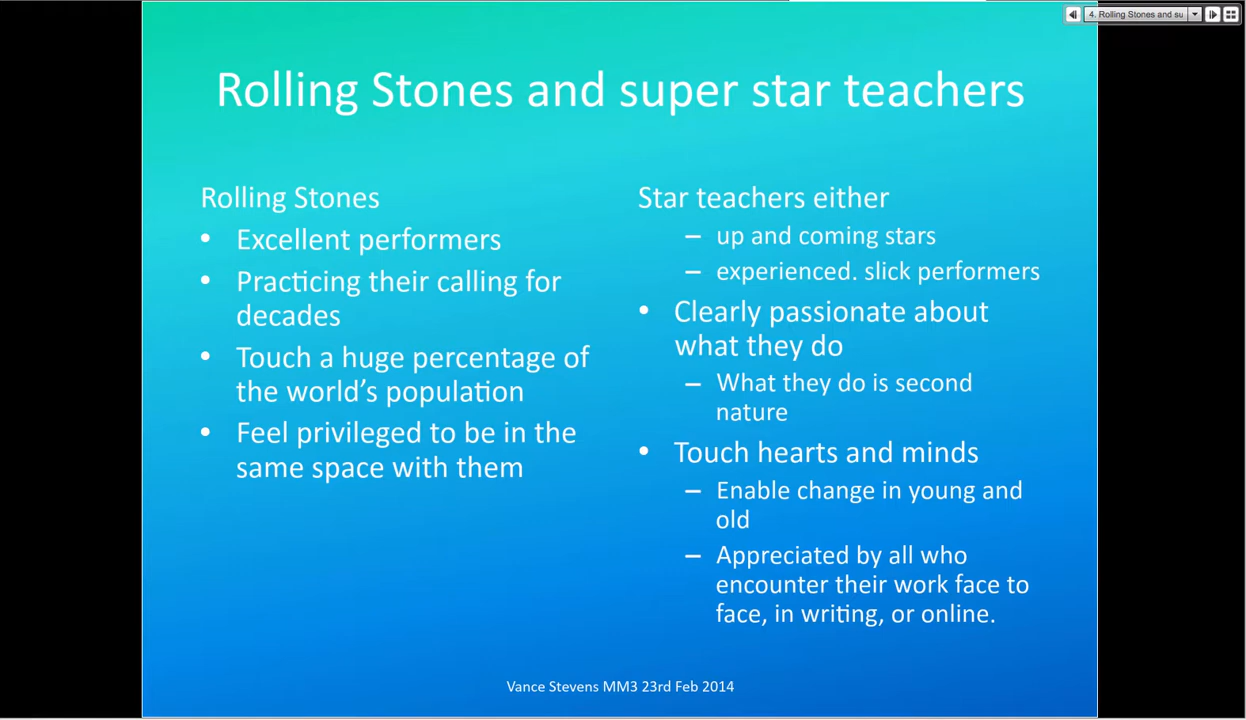 4. Rolling Stones and su
Rolling Stones and super star teachers
Rolling Stones
• Excellent performers
• Practicing their calling for
decades
• Touch a huge percentage of
the world's population
• Feel privileged to be in the
same space with them
Star teachers either
– up and coming stars
– experienced. slick performers
• Clearly passionate about
what they do
– What they do is second
nature
• Touch hearts and minds
– Enable change in young and
old
– Appreciated by all who
encounter their work face to
face, in writing, or online.
Vance Stevens MM3 23rd Feb 2014